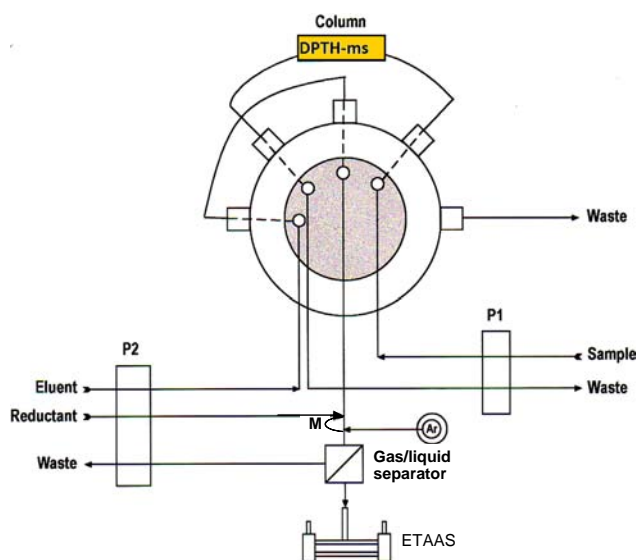 Column
DPTH-ms
Waste
P1
P2
Sample
Eluent
Waste
Reductant
M
Ar
Waste
Gas/liquid
separator
ETAAS